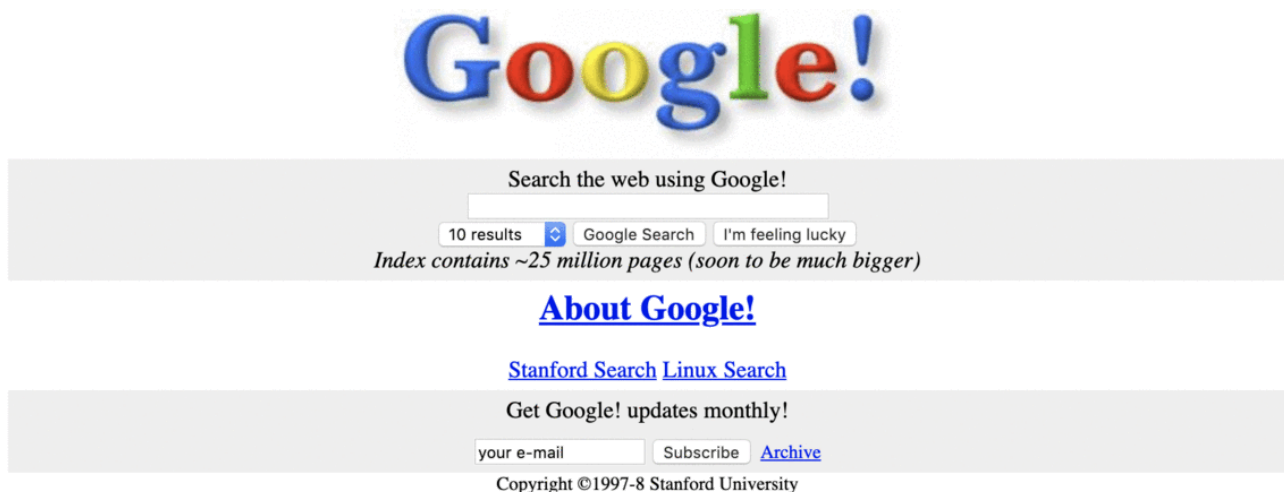 Google!
Search the web using Google!
10 results Google Search I'm feeling lucky
Index contains ~25 million pages (soon to be much bigger)
About Google!
Stanford Search Linux Search
Get Google! updates monthly!
your e-mail Subscribe Archive
Copyright ©1997-8 Stanford University